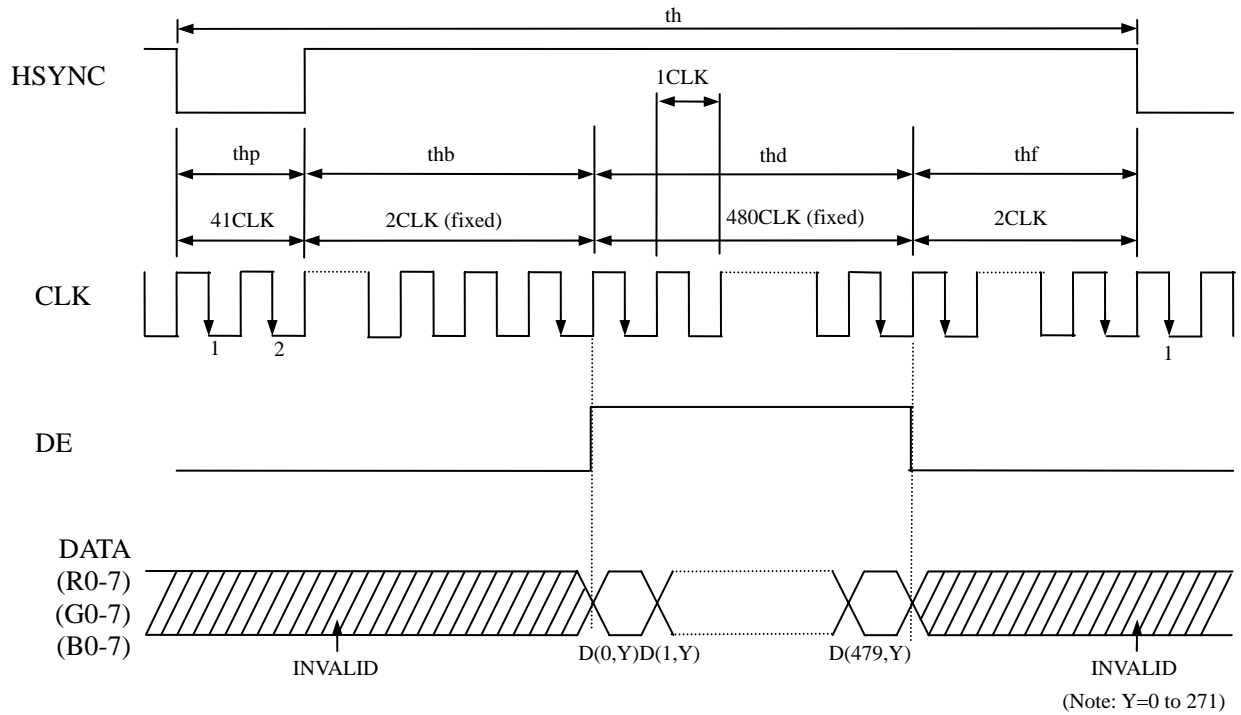 th
HSYNC
1CLK
thp thb thd thf
41CLK 2CLK (fixed) 480CLK (fixed) 2CLK
CLK
1 2 1
DE
DATA
(R0-7)
(G0-7)
(B0-7)
INVALID D(0,Y)D(1,Y) D(479,Y) INVALID
(Note: Y=0 to 271)